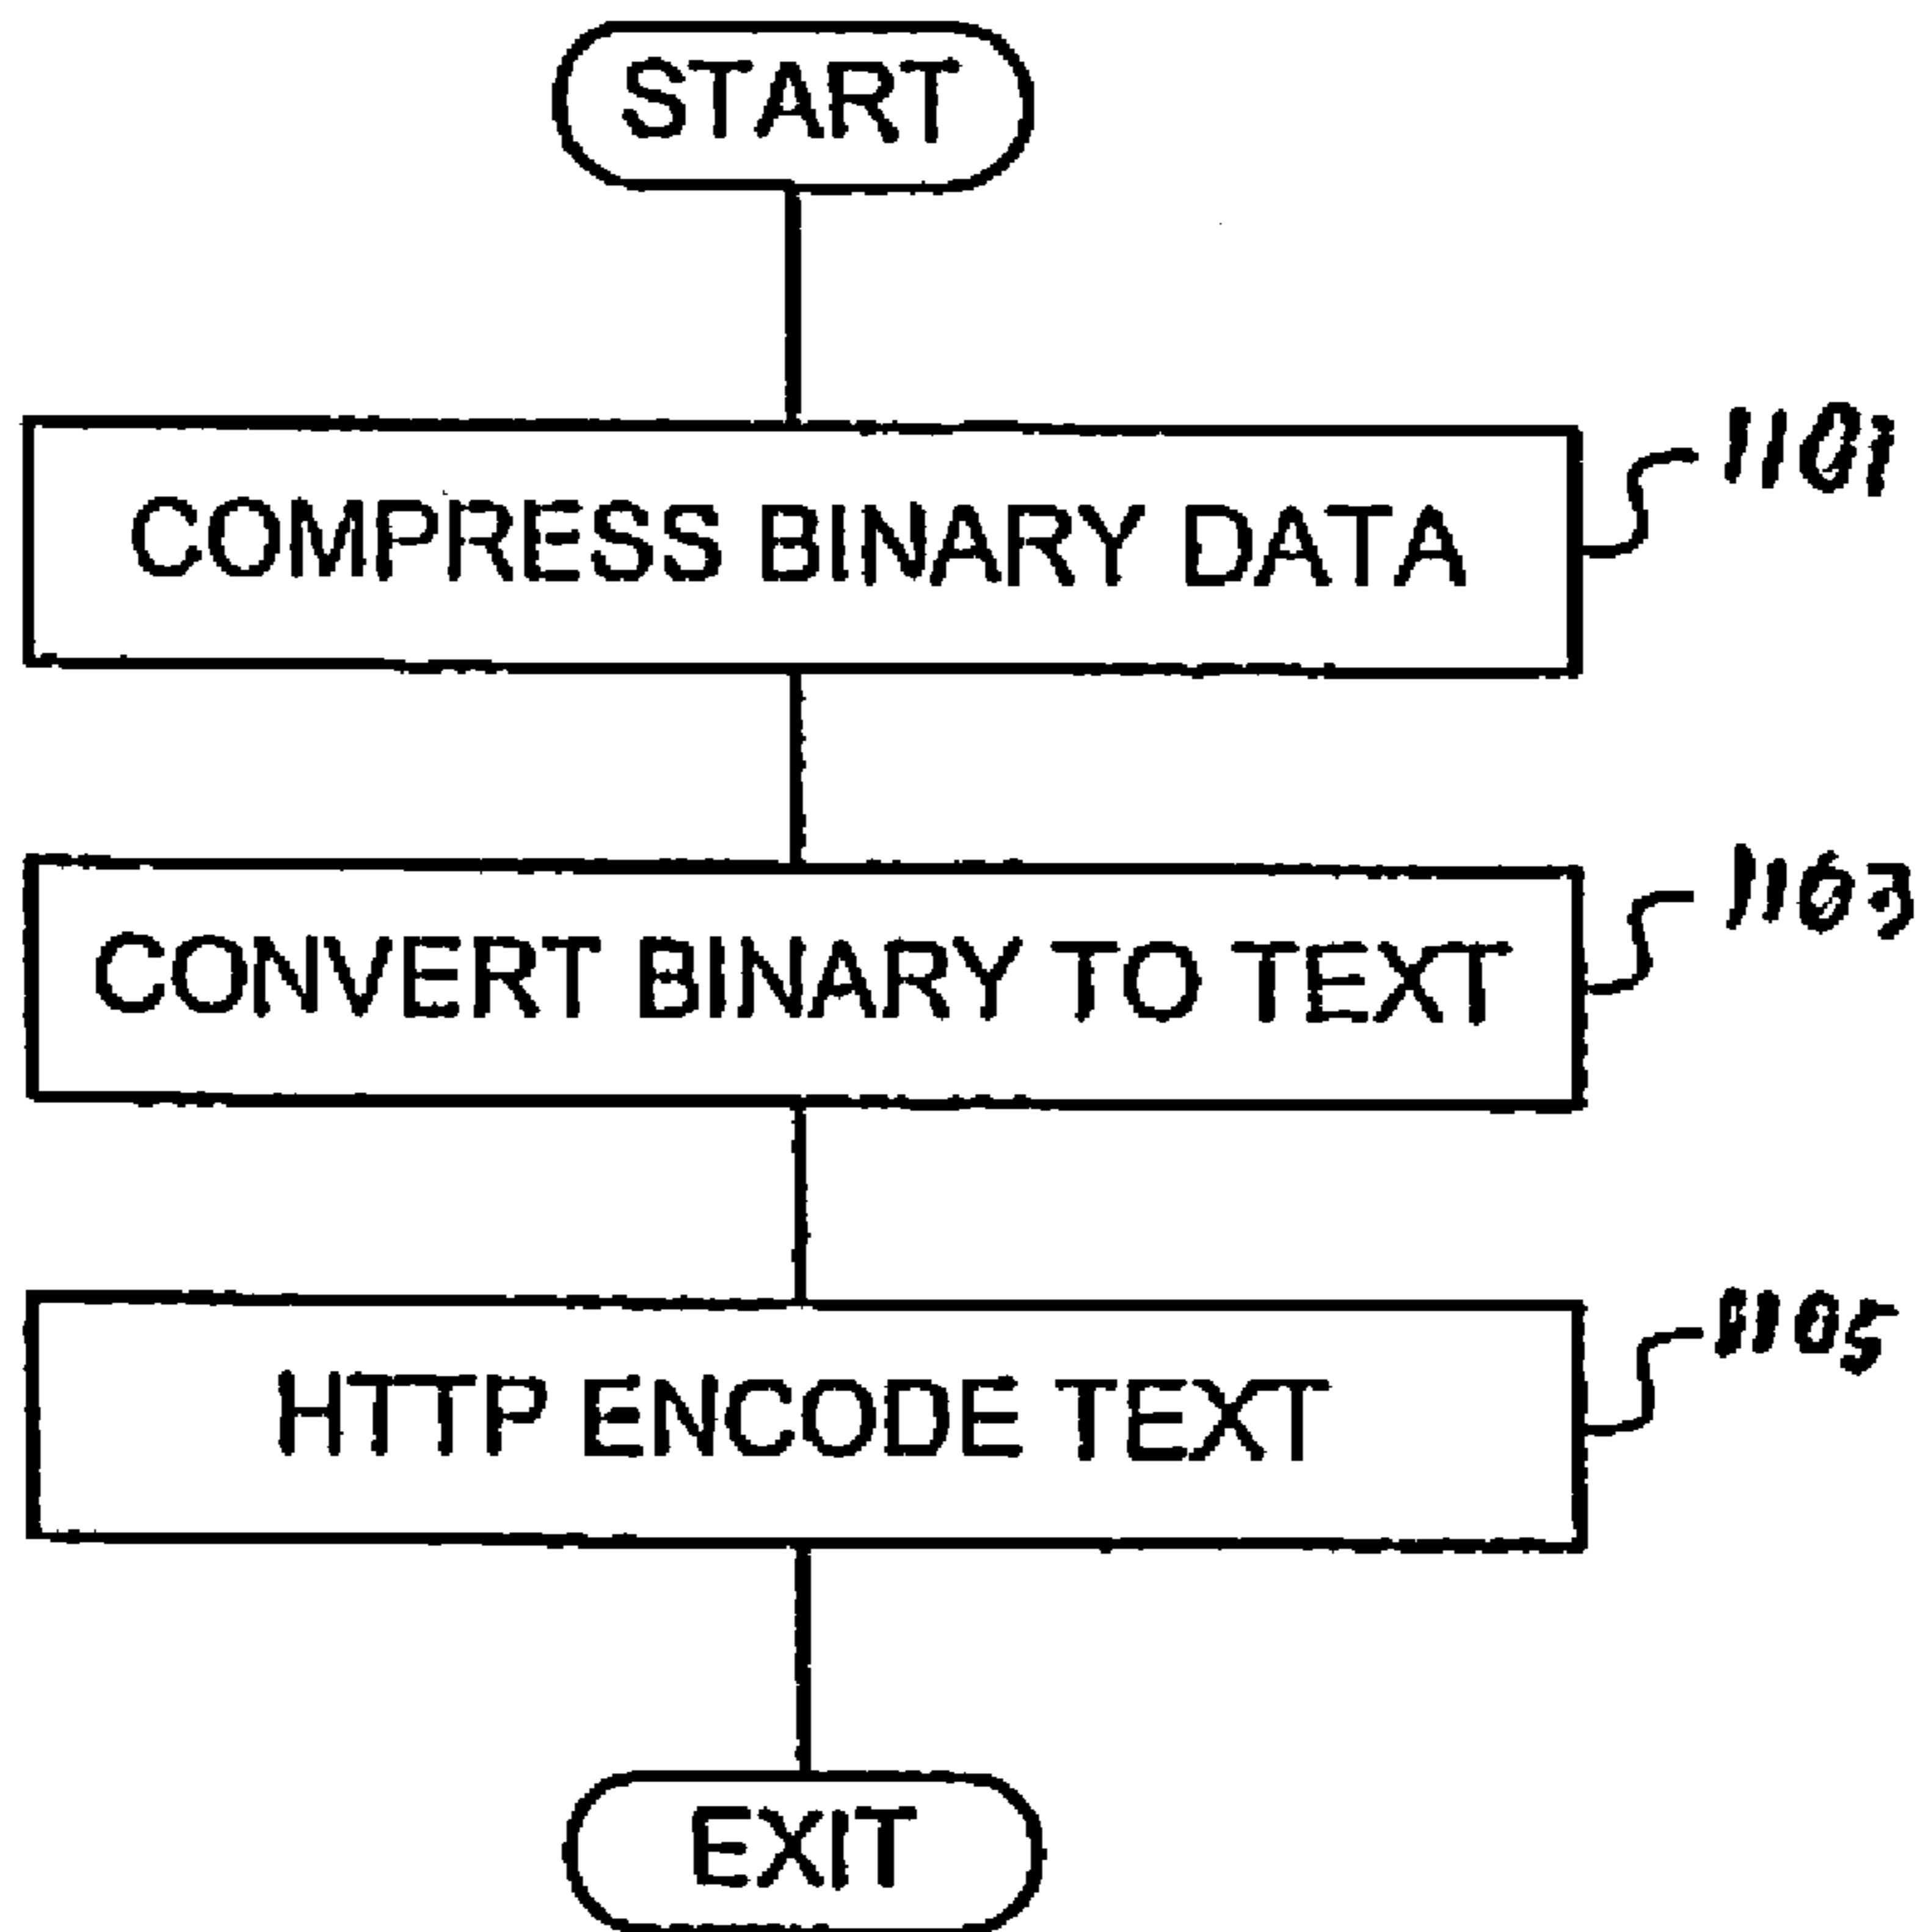 START
COMPRESS BINARY DATA
1101
CONVERT BINARY TO TEXT
1103
HTTP ENCODE TEXT
1105
EXIT